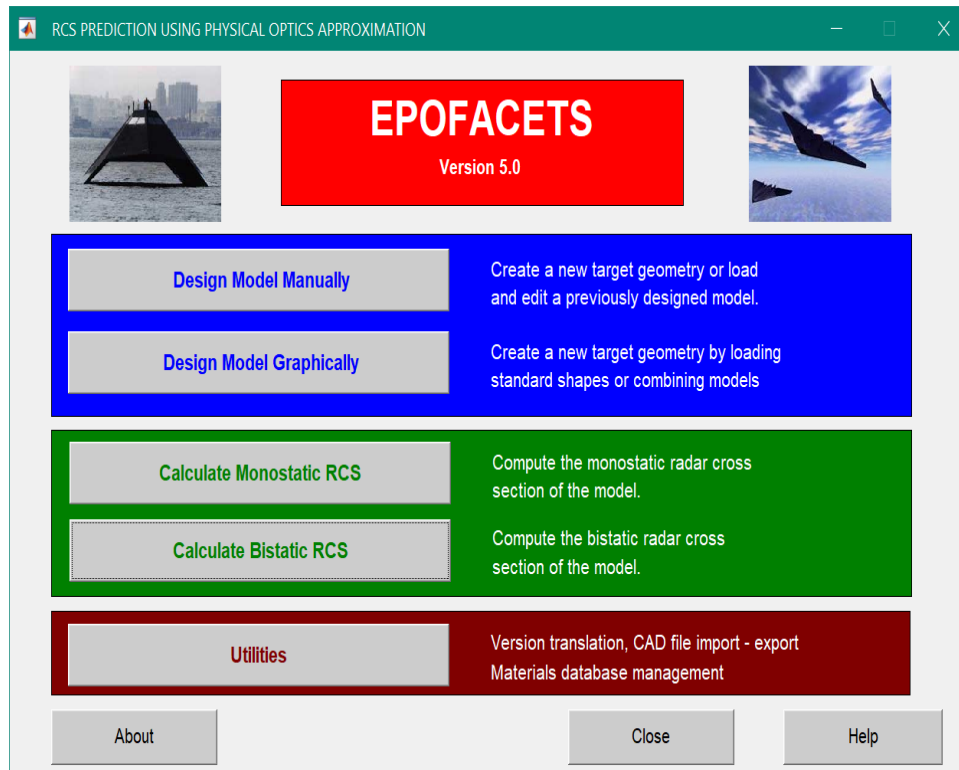 RCS PREDICTION USING PHYSICAL OPTICS APPROXIMATION
EPOFACETS
Version 5.0
Design Model Manually
Create a new target geometry or load
and edit a previously designed model.
Design Model Graphically
Create a new target geometry by loading
standard shapes or combining models
Calculate Monostatic RCS
Compute the monostatic radar cross
section of the model.
Calculate Bistatic RCS
Compute the bistatic radar cross
section of the model.
Utilities
Version translation, CAD file import - export
Materials database management
About
Close
Help